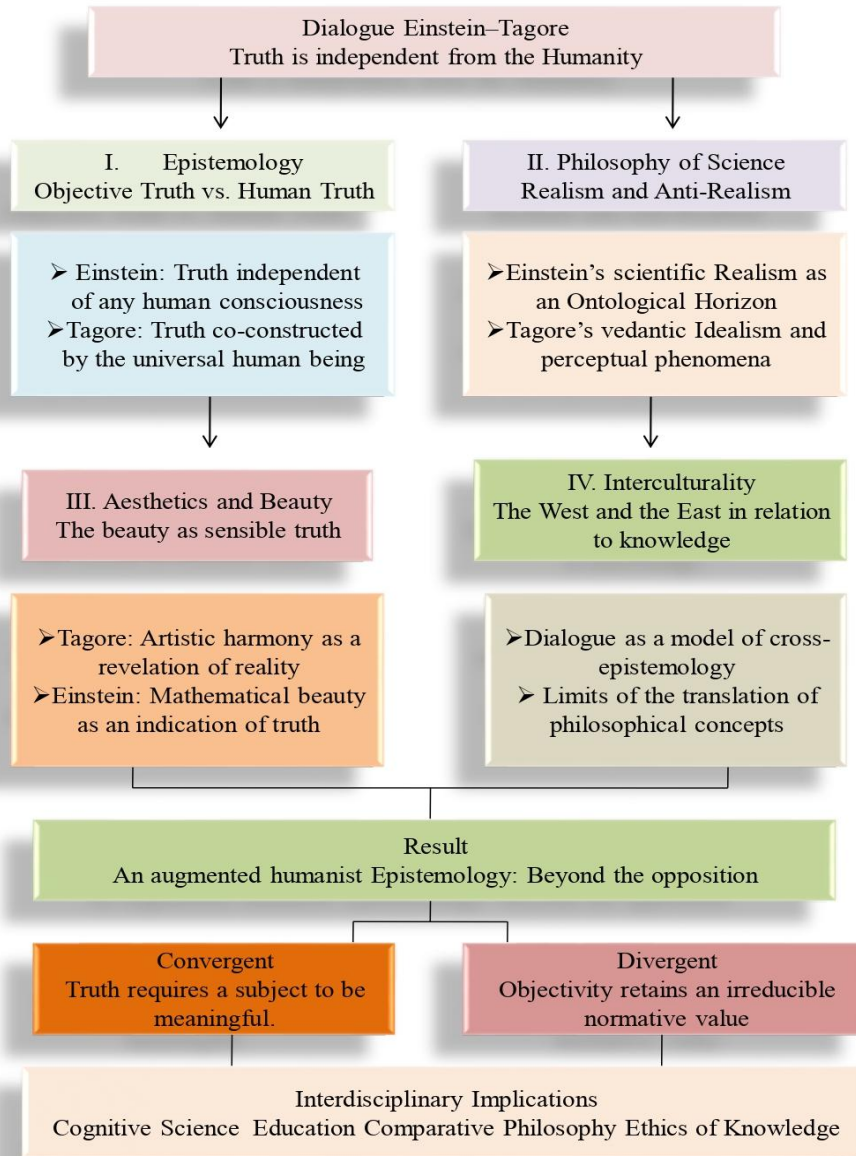 Dialogue Einstein–Tagore
Truth is independent from the Humanity
I. Epistemology
Objective Truth vs. Human Truth
II. Philosophy of Science
Realism and Anti-Realism
➢ Einstein: Truth independent
of any human consciousness
➢ Tagore: Truth co-constructed
by the universal human being
➢Einstein’s scientific Realism as
an Ontological Horizon
➢Tagore’s vedantic Idealism and
perceptual phenomena
III. Aesthetics and Beauty
The beauty as sensible truth
IV. Interculturality
The West and the East in relation
to knowledge
➢Tagore: Artistic harmony as a
revelation of reality
➢Einstein: Mathematical beauty
as an indication of truth
➢Dialogue as a model of cross-
epistemology
➢ Limits of the translation of
philosophical concepts
Result
An augmented humanist Epistemology: Beyond the opposition
Convergent
Truth requires a subject to be
meaningful.
Divergent
Objectivity retains an irreducible
normative value
Interdisciplinary Implications
Cognitive Science Education Comparative Philosophy Ethics of Knowledge